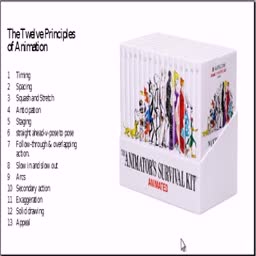 The Twelve Principles
of Animation
1 Timing
2 Spacing
3 Squash and Stretch
4 Anticipation
5 Staging
6 straight ahead-v-pose to pose
7 Follow-through & overlapping
action.
8 Slow in and slow out
9 Arcs
10 Secondary action
11 Exaggeration
12 Solid drawing
13 Appeal
THE ANIMATOR'S SURVIVAL KIT
ANIMATED